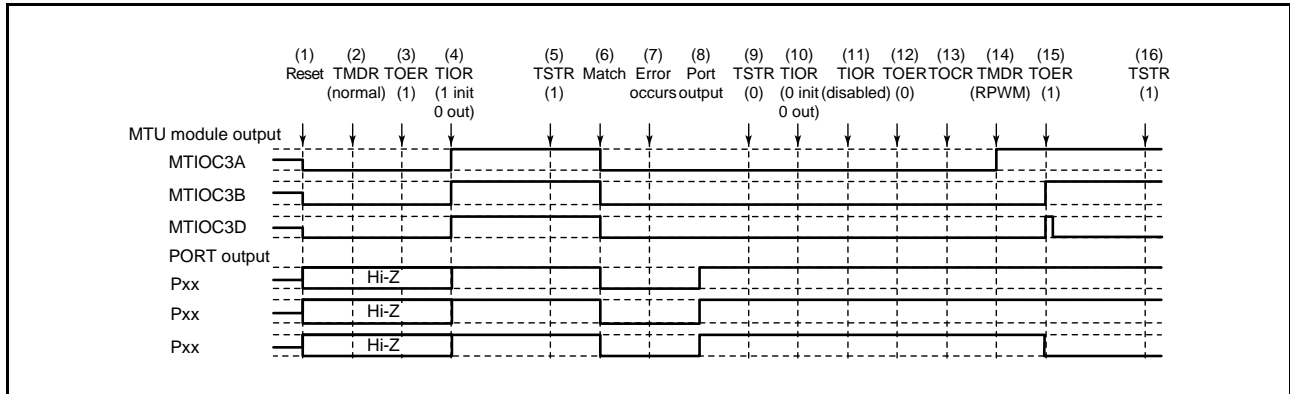 (1) (2) (3) (4) (5) (6) (7) (8) (9) (10) (11) (12) (13) (14) (15) (16)
Reset TMDR TOER TIOR TSTR Match Error Port TSTR TIOR TIOR TOER TOCR TMDR TOER TSTR
(normal) (1) (1 init (1) occurs output (0) (0 init (disabled) (0) (RPWM) (1) (1)
0 out) 0 out)
MTU module output
MTIOC3A
MTIOC3B
MTIOC3D
PORT output
Pxx Hi-Z
Pxx Hi-Z
Pxx Hi-Z